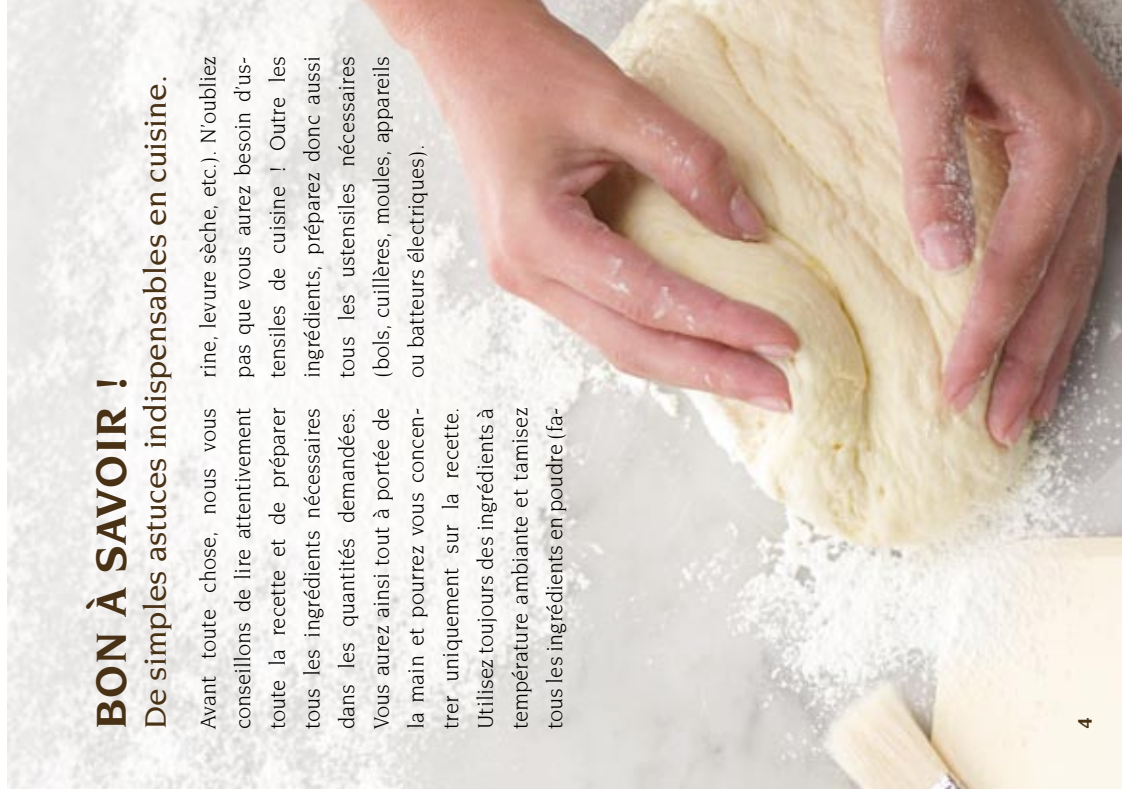 BON À SAVOIR !
De simples astuces indispensables en cuisine.
Avant toute chose, nous vous
conseillons de lire attentivement
toute la recette et de préparer
tous les ingrédients nécessaires
dans les quantités demandées.
Vous aurez ainsi tout à portée de
la main et pourrez vous concen-
trer uniquement sur la recette.
Utilisez toujours des ingrédients à
température ambiante et tamisez
tous les ingrédients en poudre (fa-
rine, levure sèche, etc.). N'oubliez
pas que vous aurez besoin d'us-
tensiles de cuisine ! Outre les
ingrédients, préparez donc aussi
tous les ustensiles nécessaires
(bols, cuillères, moules, appareils
ou batteurs électriques).
4